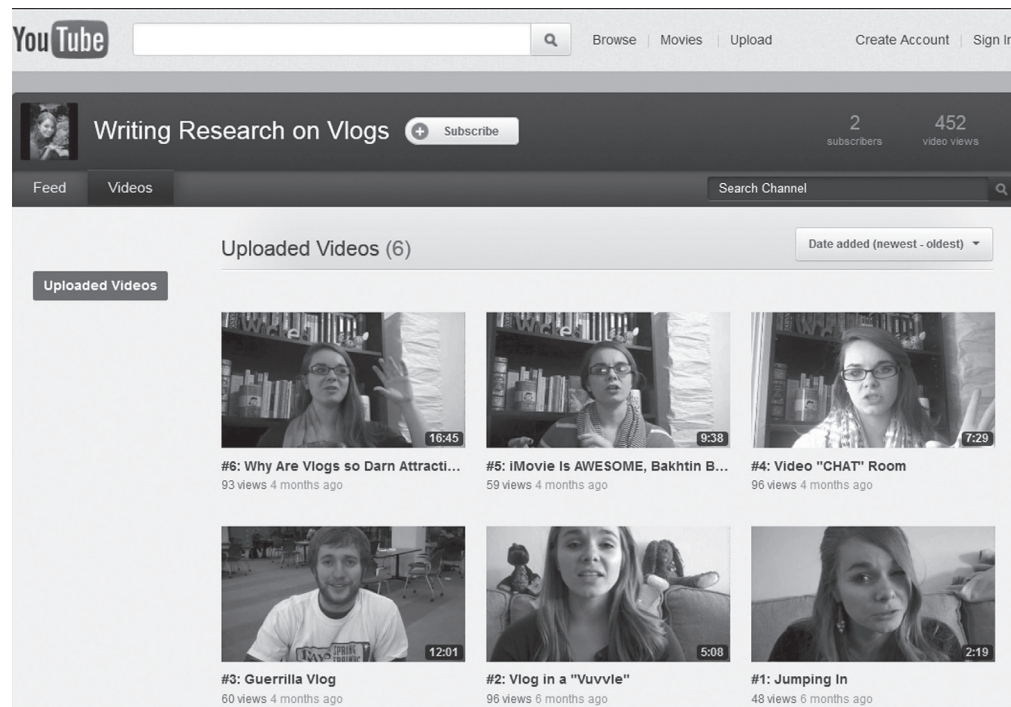 YouTube
Browse | Movies | Upload
Create Account | Sign In
Writing Research on Vlogs
Subscribe
2
subscribers
452
video views
Feed
Videos
Search Channel
Uploaded Videos (6)
Date added (newest - oldest)
Uploaded Videos
16:45
9:38
7:29
#6: Why Are Vlogs so Darn Attracti...
#5: iMovie Is AWESOME, Bakhtin B...
#4: Video "CHAT" Room
93 views 4 months ago
59 views 4 months ago
96 views 4 months ago
12:01
5:08
2:19
#3: Guerrilla Vlog
#2: Vlog in a "Vuvvle"
#1: Jumping In
60 views 4 months ago
96 views 6 months ago
48 views 6 months ago